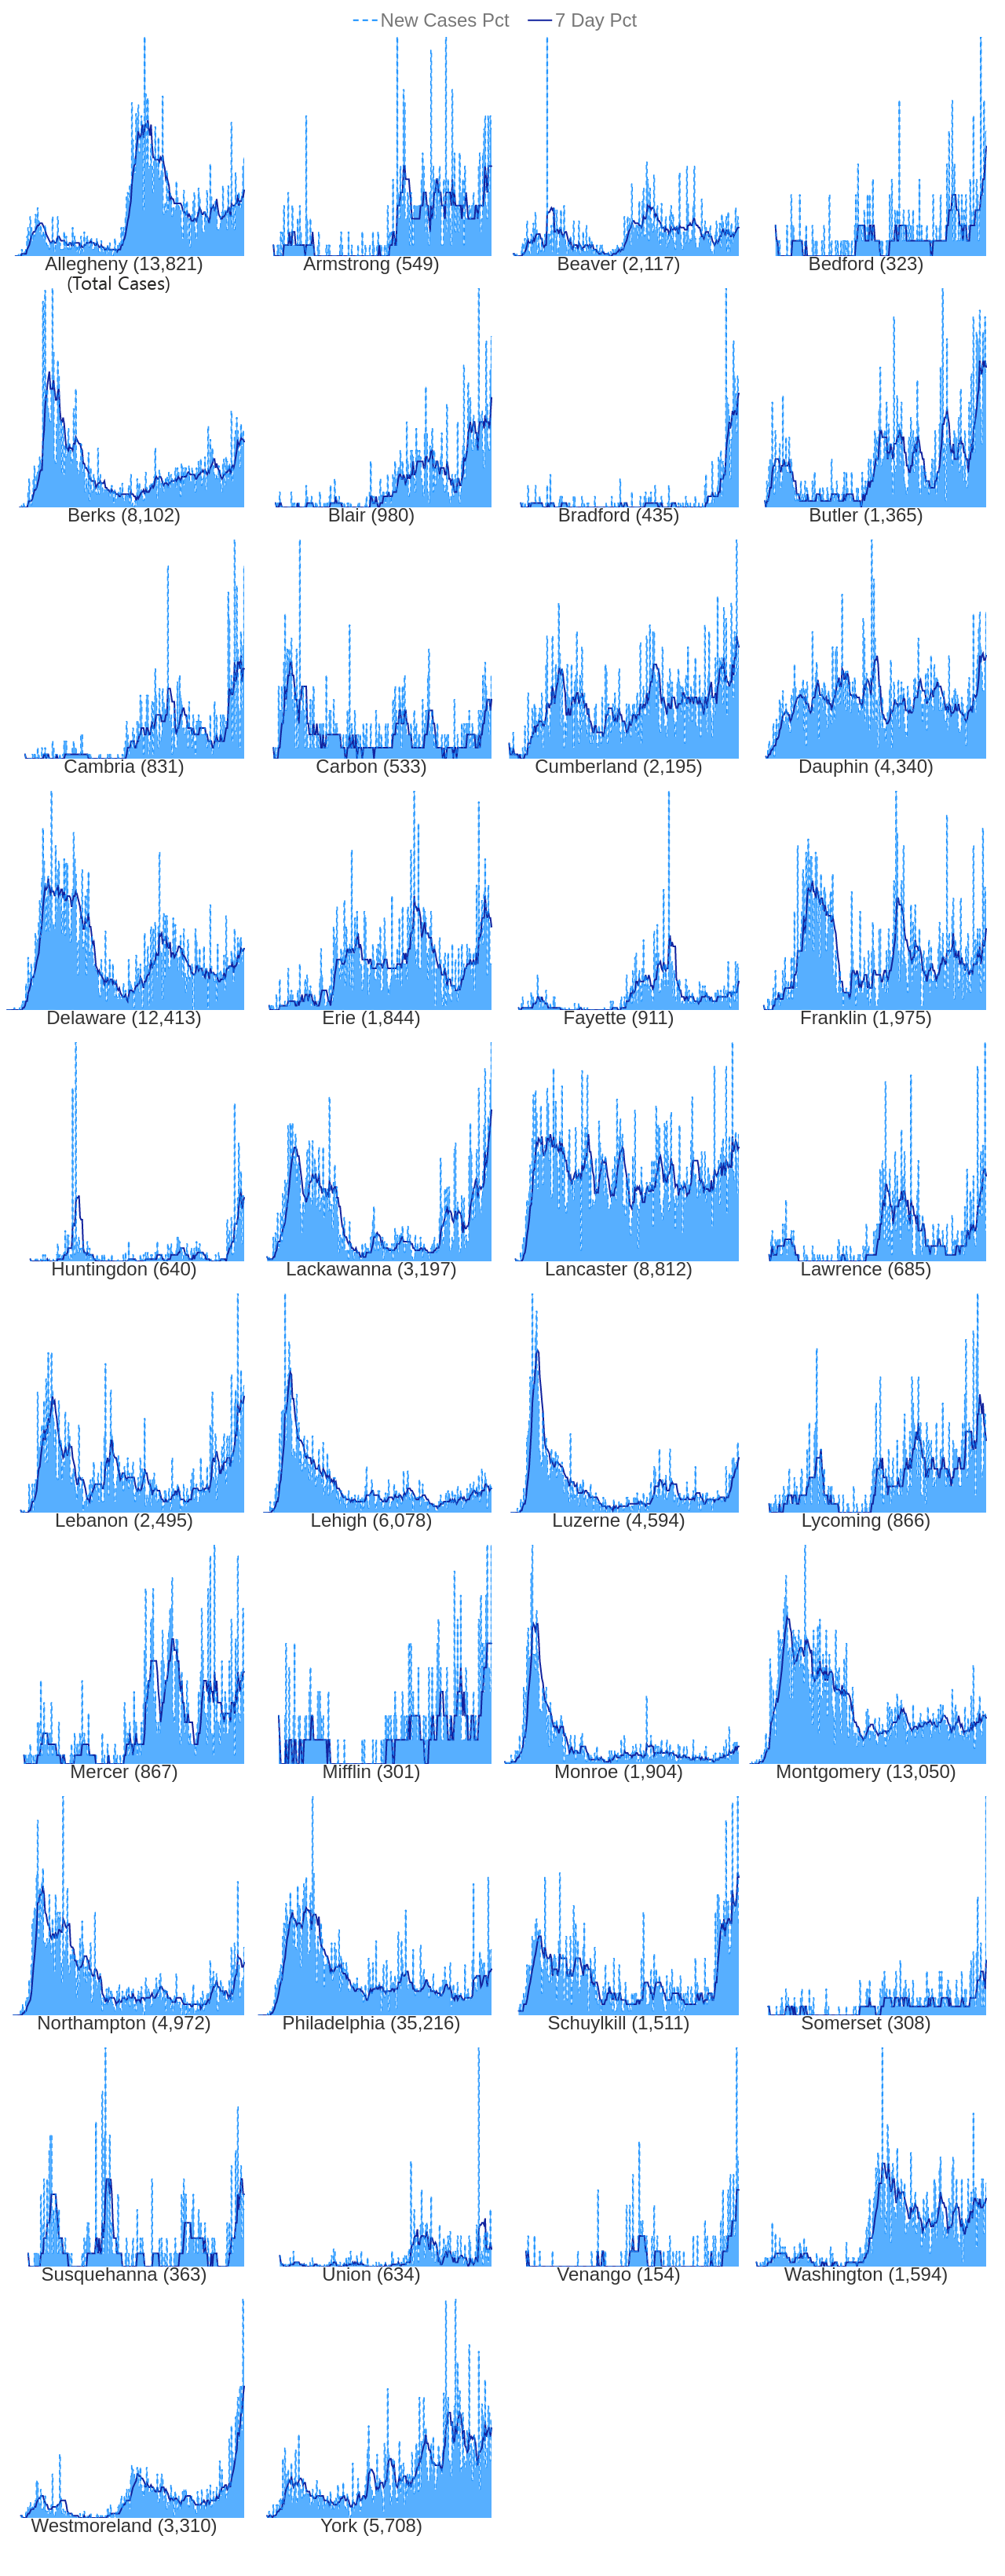 New Cases Pct 7 Day Pct
Allegheny (13,821) Armstrong (549) Beaver (2,117) Bedford (323)
(Total Cases)
Berks (8,102) Blair (980) Bradford (435) Butler (1,365)
Cambria (831) Carbon (533) Cumberland (2,195) Dauphin (4,340)
Delaware (12,413) Erie (1,844) Fayette (911) Franklin (1,975)
Huntingdon (640) Lackawanna (3,197) Lancaster (8,812) Lawrence (685)
Lebanon (2,495) Lehigh (6,078) Luzerne (4,594) Lycoming (866)
Mercer (867) Mifflin (301) Monroe (1,904) Montgomery (13,050)
Northampton (4,972) Philadelphia (35,216) Schuylkill (1,511) Somerset (308)
Susquehanna (363) Union (634) Venango (154) Washington (1,594)
Westmoreland (3,310) York (5,708)